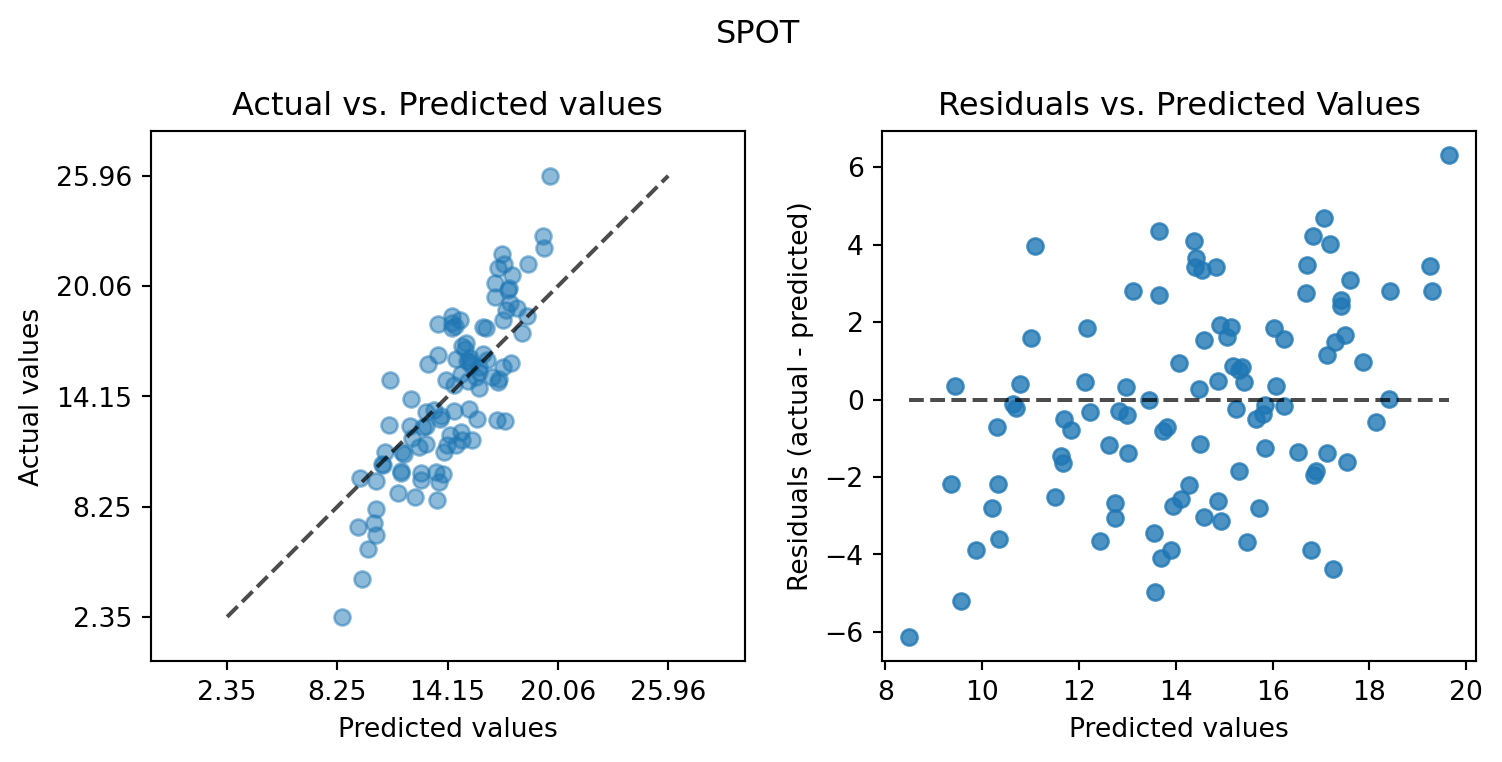 SPOT
Actual vs. Predicted values
Actual values
25.96
20.06
14.15
8.25
2.35
2.35 8.25 14.15 20.06 25.96
Predicted values
Residuals vs. Predicted Values
Residuals (actual - predicted)
6
4
2
0
−2
−4
−6
8 10 12 14 16 18 20
Predicted values